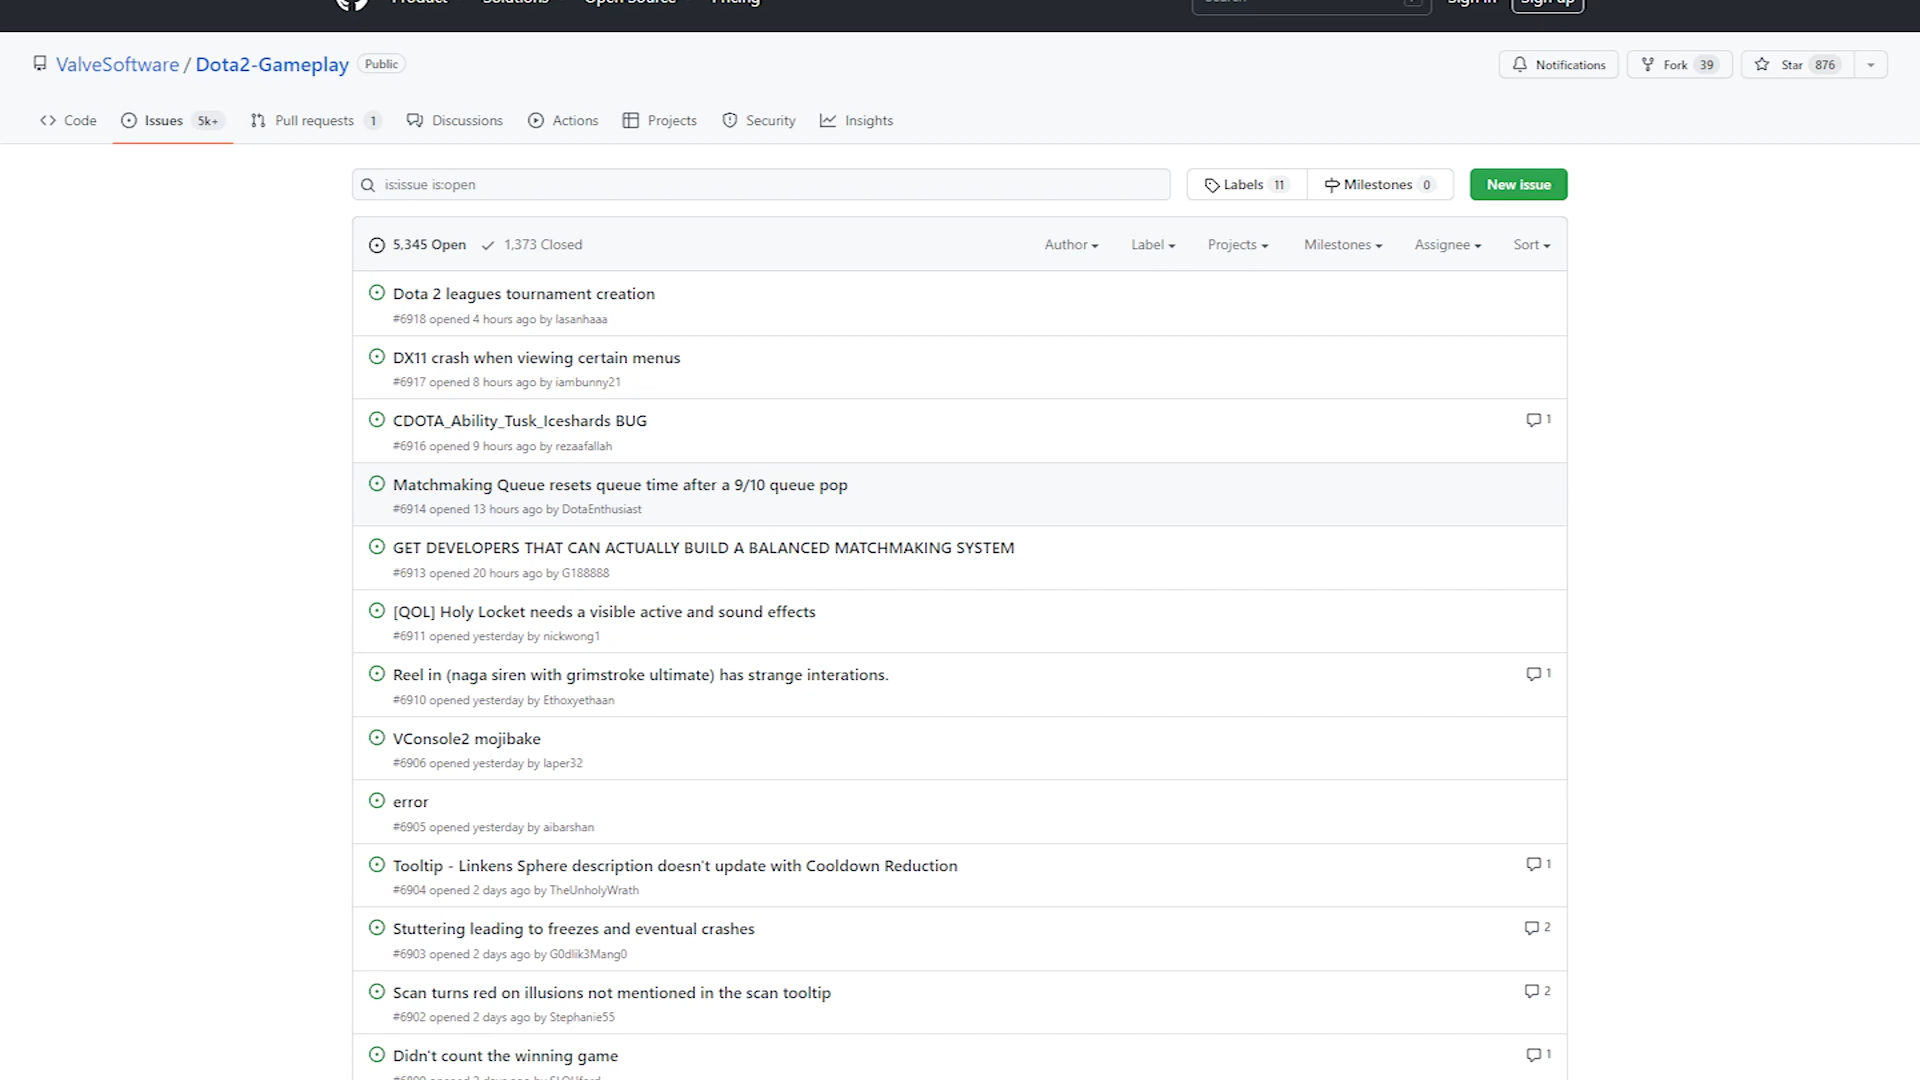 Product Solutions Open Source Pricing Search / Sign in Sign up
ValveSoftware / Dota2-Gameplay Public Notifications Fork 39 Star 876
Code Issues 5k+ Pull requests 1 Discussions Actions Projects Security Insights
is:issue is:open Labels 11 Milestones 0 New issue
5,345 Open 1,373 Closed Author Label Projects Milestones Assignee Sort
Dota 2 leagues tournament creation
#6918 opened 4 hours ago by lasanhaaa
DX11 crash when viewing certain menus
#6917 opened 8 hours ago by iambunny21
CDOTA_Ability_Tusk_Iceshards BUG 1
#6916 opened 9 hours ago by rezaafallah
Matchmaking Queue resets queue time after a 9/10 queue pop
#6914 opened 13 hours ago by DotaEnthusiast
GET DEVELOPERS THAT CAN ACTUALLY BUILD A BALANCED MATCHMAKING SYSTEM
#6913 opened 20 hours ago by G188888
[QOL] Holy Locket needs a visible active and sound effects
#6911 opened yesterday by nickwong1
Reel in (naga siren with grimstroke ultimate) has strange interations. 1
#6910 opened yesterday by Ethoxyethaan
VConsole2 mojibake
#6906 opened yesterday by laper32
error
#6905 opened yesterday by aibarshan
Tooltip - Linkens Sphere description doesn't update with Cooldown Reduction 1
#6904 opened 2 days ago by TheUnholyWrath
Stuttering leading to freezes and eventual crashes 2
#6903 opened 2 days ago by G0dlik3Mang0
Scan turns red on illusions not mentioned in the scan tooltip 2
#6902 opened 2 days ago by Stephanie55
Didn't count the winning game 1
opened 2 days ago by